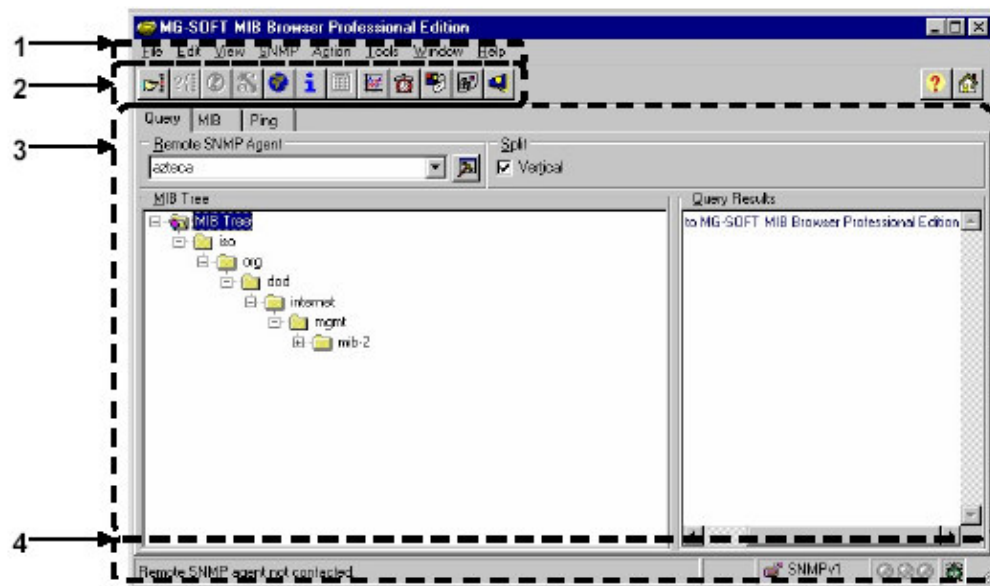 MG-SOFT MIB Browser Professional Edition
1
File Edit View SNMP Action Tools Window Help
2
3
Query MIB Ping
Remote SNMP Agent
Split
azteca
Vertical
MIB Tree
Query Results
MIB Tree
to MG-SOFT MIB Browser Professional Edition
iso
org
dod
internet
mgmt
mib-2
4
Remote SNMP agent not contacted
SNMPv1